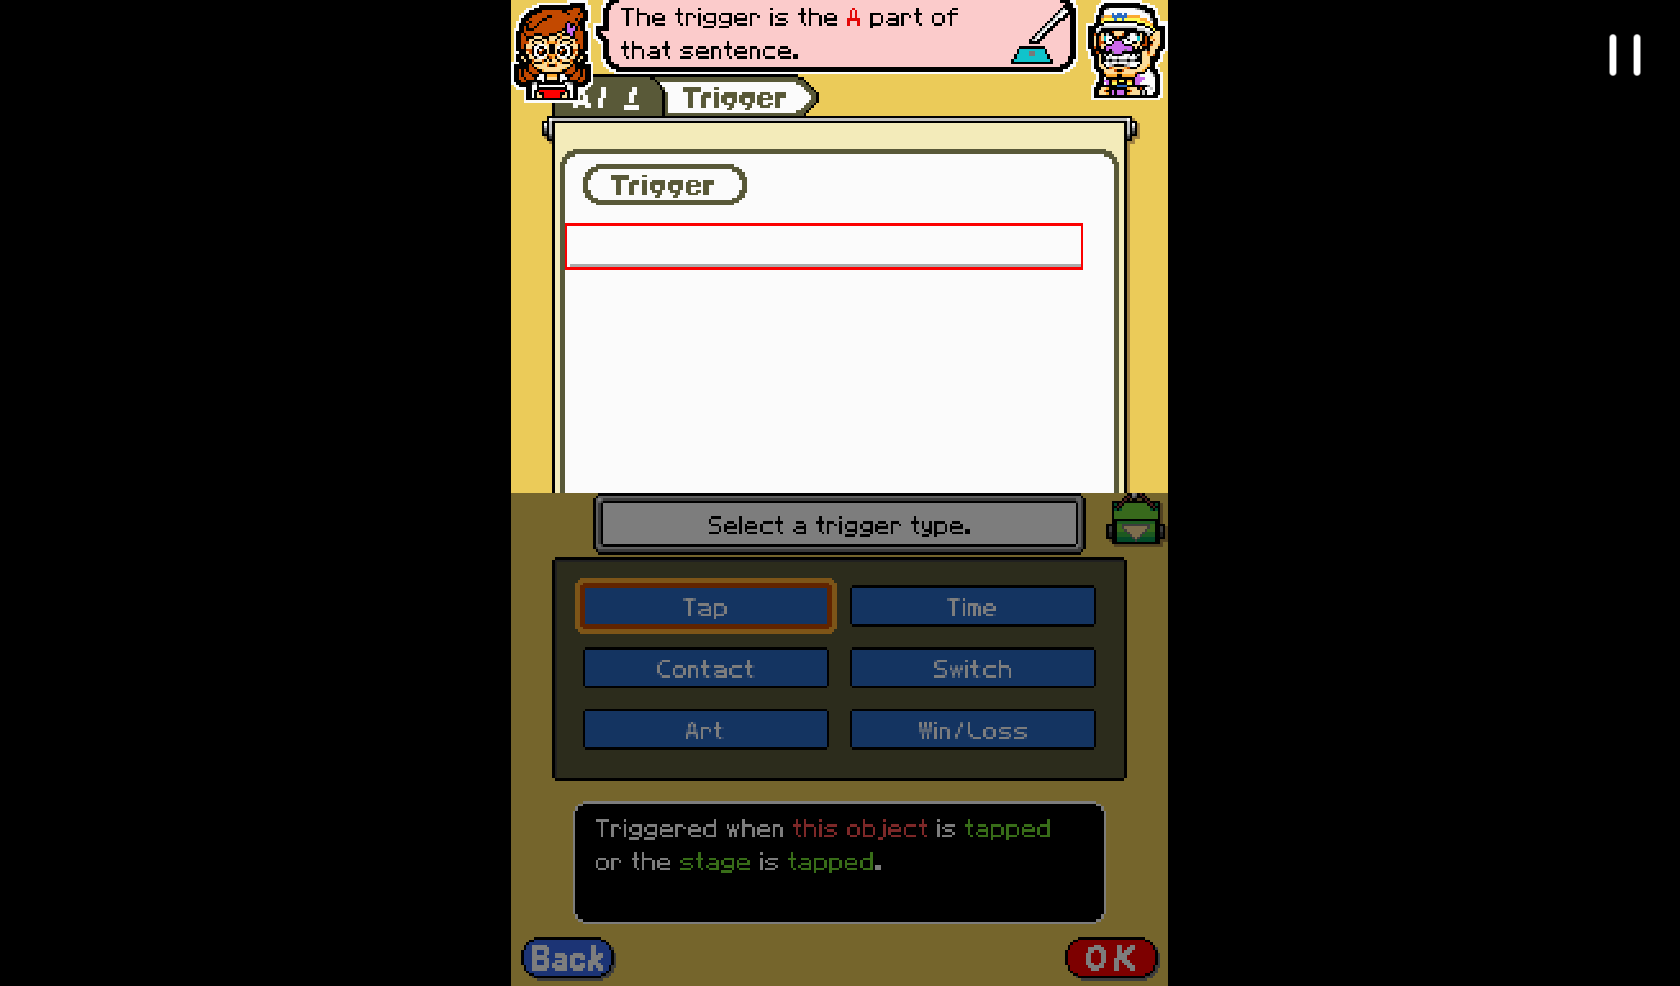 The trigger is the A part of
that sentence.
Trigger
Trigger
Select a trigger type.
Tap
Time
Contact
Switch
Art
Win/Loss
Triggered when this object is tapped
or the stage is tapped.
Back
OK